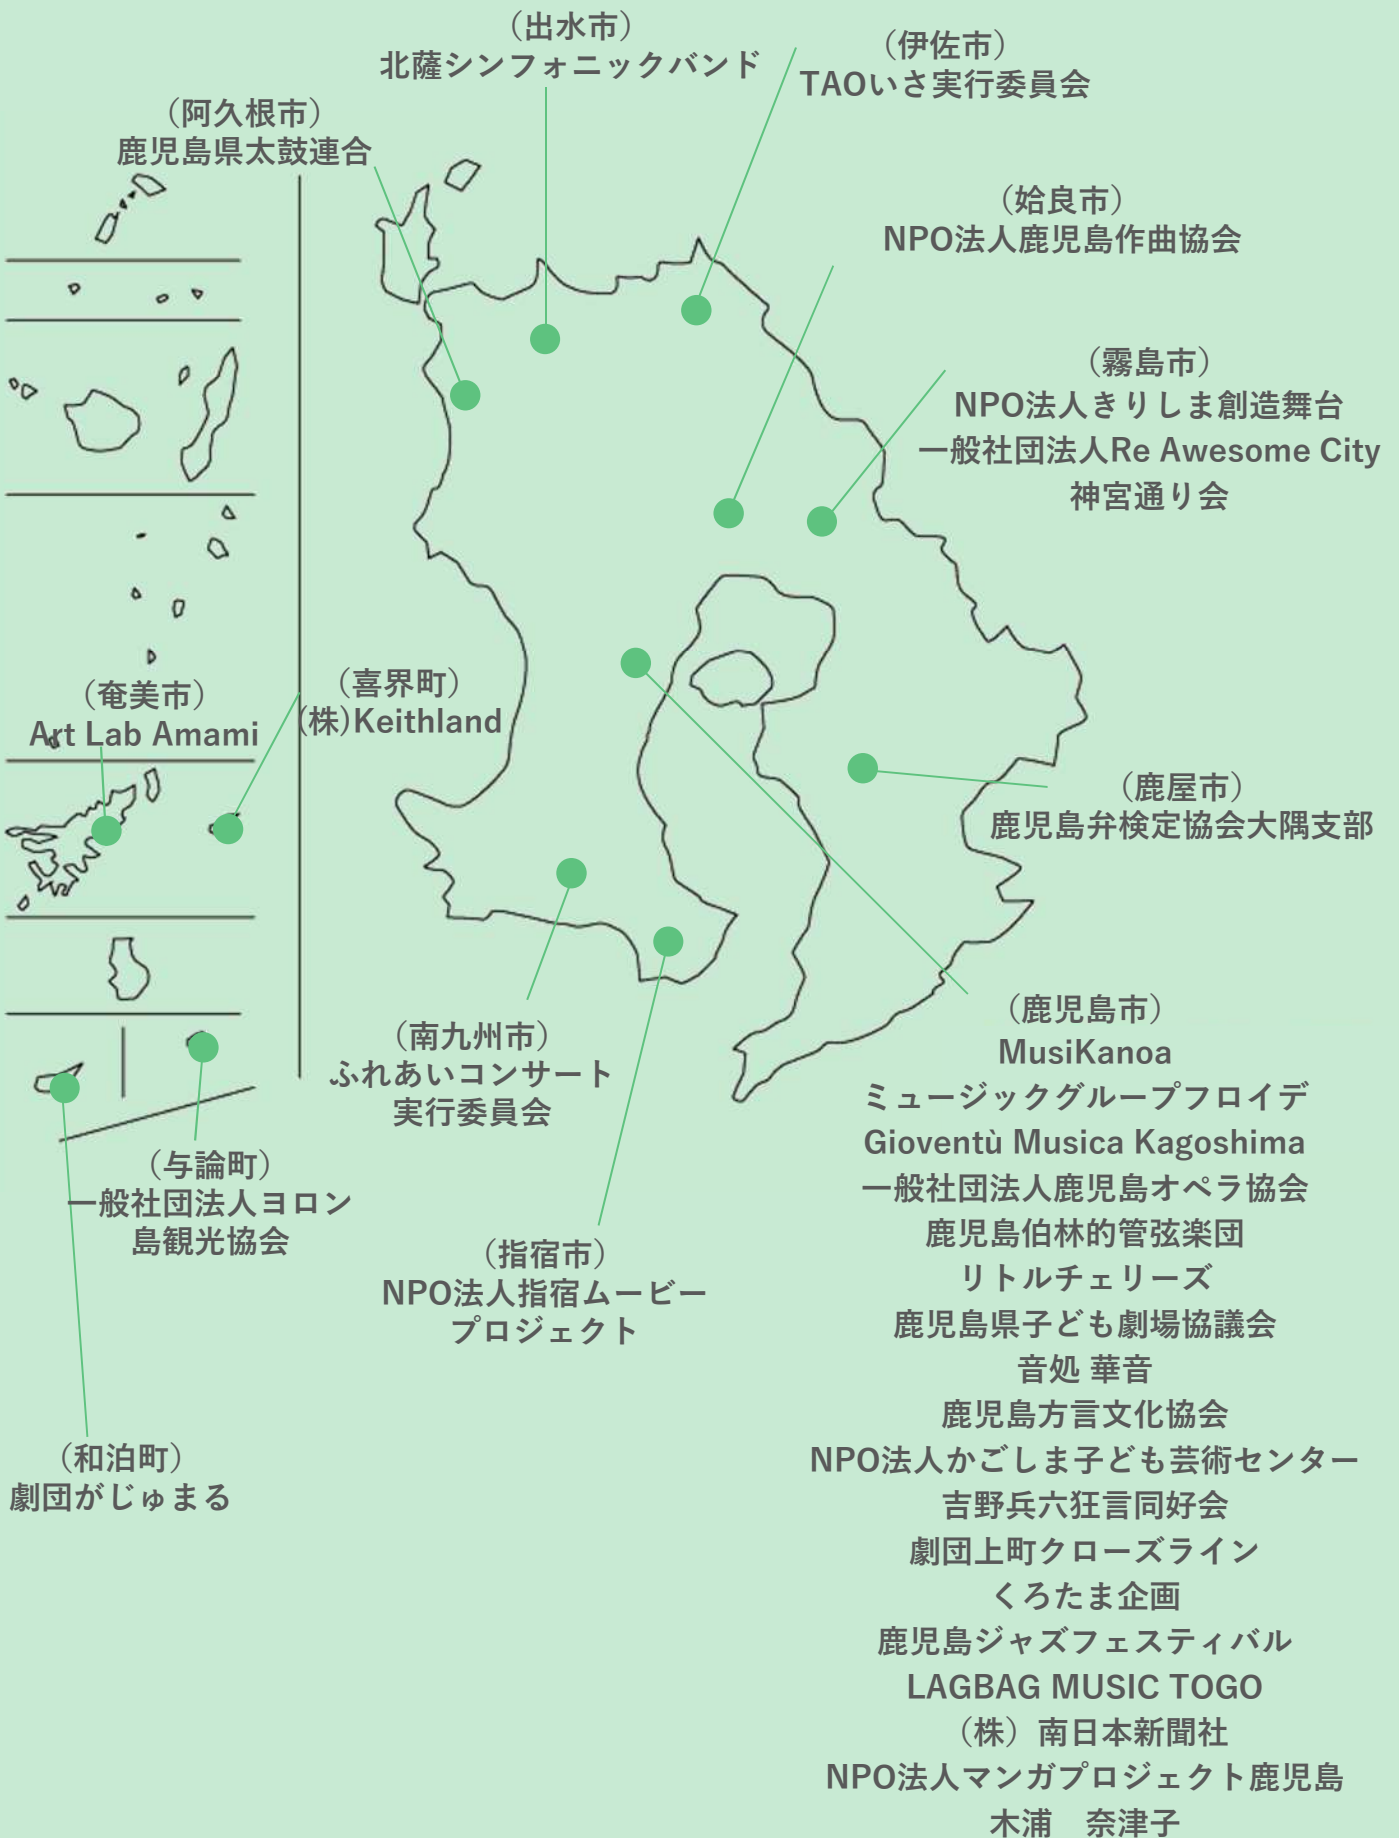 （出水市）
北薩シンフォニックバンド
（伊佐市）
TAOいさ実行委員会
（阿久根市）
鹿児島県太鼓連合
（姶良市）
NPO法人鹿児島作曲協会
（霧島市）
NPO法人きりしま創造舞台
一般社団法人Re Awesome City
神宮通り会
（奄美市）
Art Lab Amami
（喜界町）
(株)Keithland
（鹿屋市）
鹿児島弁検定協会大隅支部
（南九州市）
ふれあいコンサート
実行委員会
（与論町）
一般社団法人ヨロン
島観光協会
（指宿市）
NPO法人指宿ムービー
プロジェクト
（和泊町）
劇団がじゅまる
（鹿児島市）
MusiKanoa
ミュージックグループフロイデ
Gioventù Musica Kagoshima
一般社団法人鹿児島オペラ協会
鹿児島伯林的管弦楽団
リトルチェリーズ
鹿児島県子ども劇場協議会
音処 華音
鹿児島方言文化協会
NPO法人かごしま子ども芸術センター
吉野兵六狂言同好会
劇団上町クローズライン
くろたま企画
鹿児島ジャズフェスティバル
LAGBAG MUSIC TOGO
（株）南日本新聞社
NPO法人マンガプロジェクト鹿児島
木浦　奈津子